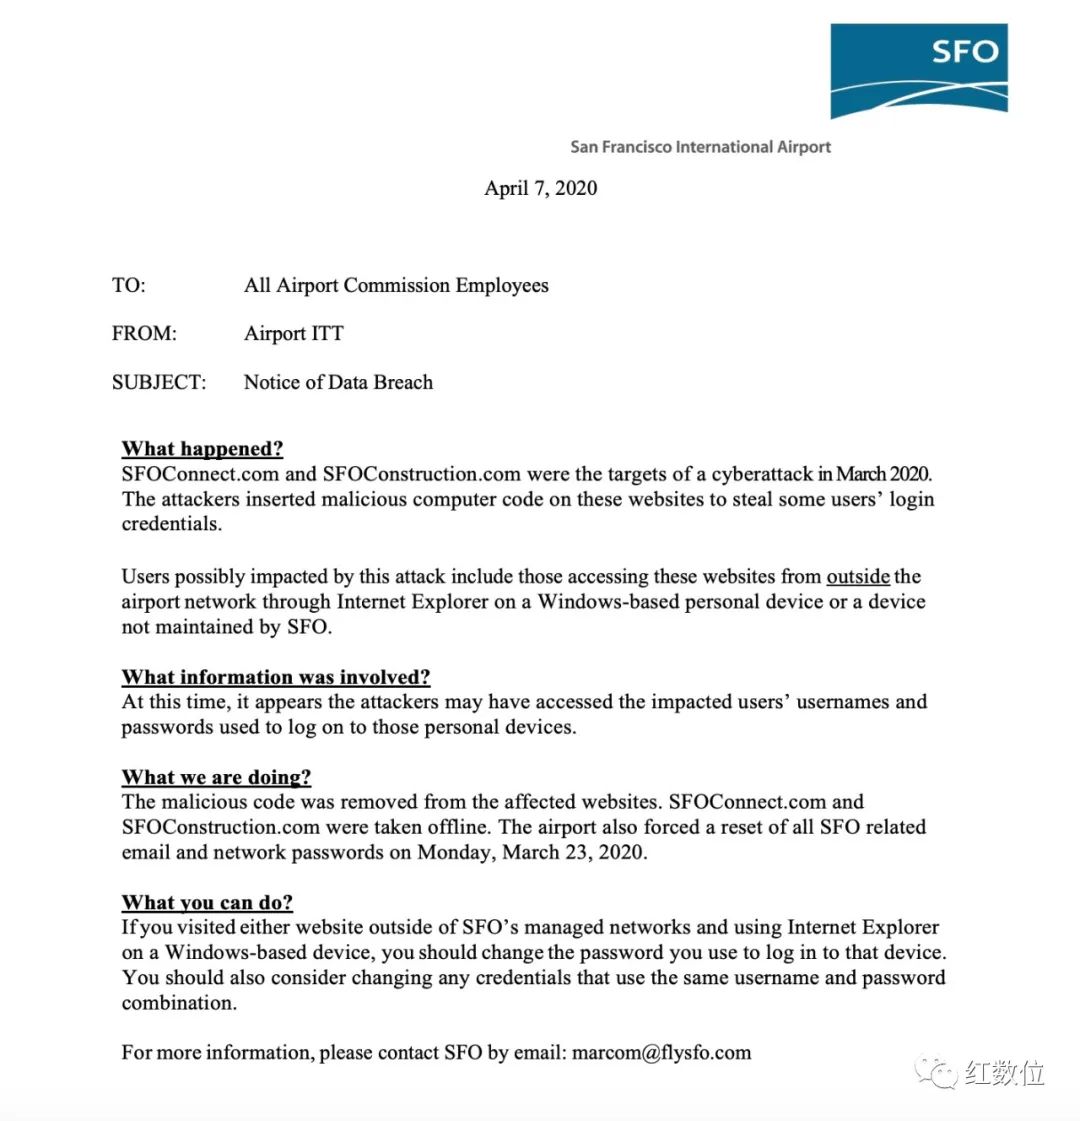 SFO
San Francisco International Airport
April 7, 2020
TO: All Airport Commission Employees
FROM: Airport ITT
SUBJECT: Notice of Data Breach
What happened?
SFOConnect.com and SFOConstruction.com were the targets of a cyberattack in March 2020.
The attackers inserted malicious computer code on these websites to steal some users’ login
credentials.
Users possibly impacted by this attack include those accessing these websites from outside the
airport network through Internet Explorer on a Windows-based personal device or a device
not maintained by SFO.
What information was involved?
At this time, it appears the attackers may have accessed the impacted users’ usernames and
passwords used to log on to those personal devices.
What we are doing?
The malicious code was removed from the affected websites. SFOConnect.com and
SFOConstruction.com were taken offline. The airport also forced a reset of all SFO related
email and network passwords on Monday, March 23, 2020.
What you can do?
If you visited either website outside of SFO’s managed networks and using Internet Explorer
on a Windows-based device, you should change the password you use to log in to that device.
You should also consider changing any credentials that use the same username and password
combination.
For more information, please contact SFO by email: marcom@flysfo.com
红数位